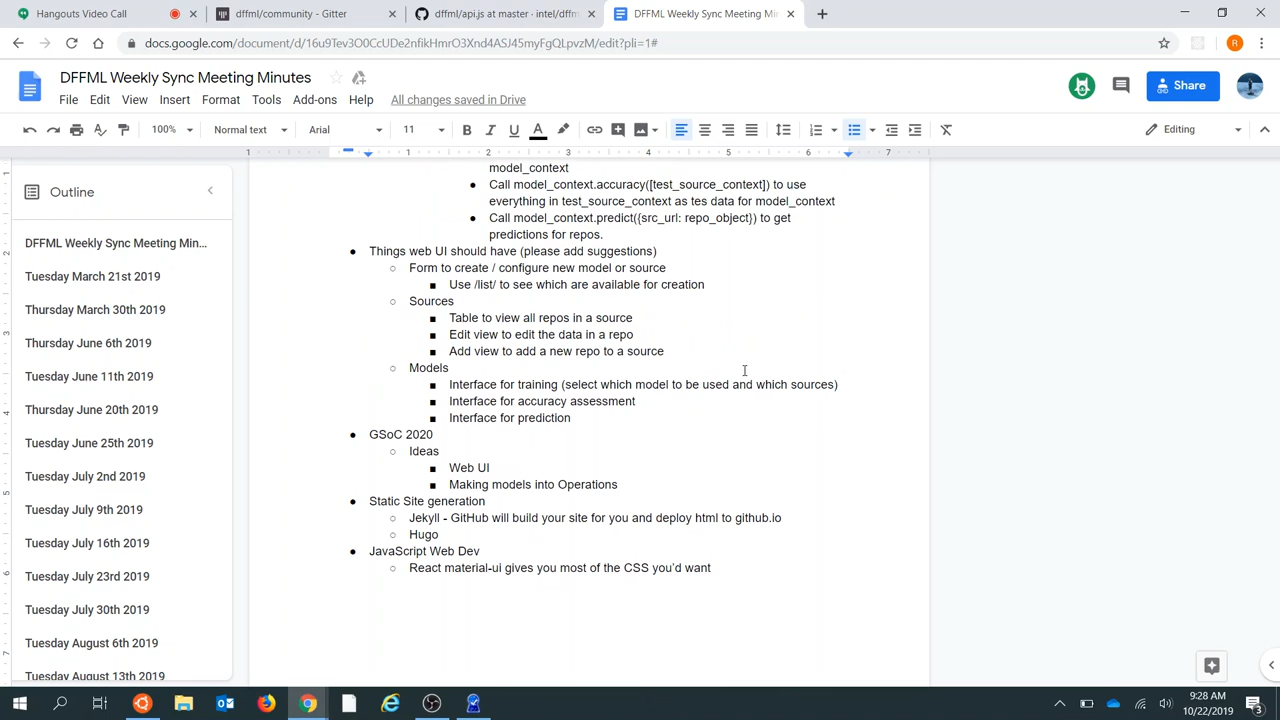 Hangouts Video Call
dffml/community - Gitter
dffml/api.js at master · intel/dffm
DFFML Weekly Sync Meeting Min
docs.google.com/document/d/16u9Tev3O0CcUDe2nfikHmrO3Xnd4ASJ45myFgQLpvzM/edit?pli=1#
R
DFFML Weekly Sync Meeting Minutes
File Edit View Insert Format Tools Add-ons Help All changes saved in Drive
Share
100% Normal text Arial 11 B I U A Editing
1 1 2 3 4 5 6 7
Outline
DFFML Weekly Sync Meeting Min...
Tuesday March 21st 2019
Thursday March 30th 2019
Thursday June 6th 2019
Tuesday June 11th 2019
Thursday June 20th 2019
Tuesday June 25th 2019
Tuesday July 2nd 2019
Tuesday July 9th 2019
Tuesday July 16th 2019
Tuesday July 23rd 2019
Tuesday July 30th 2019
Tuesday August 6th 2019
Tuesday August 13th 2019
model_context
● Call model_context.accuracy([test_source_context]) to use
everything in test_source_context as tes data for model_context
● Call model_context.predict({src_url: repo_object}) to get
predictions for repos.
● Things web UI should have (please add suggestions)
○ Form to create / configure new model or source
■ Use /list/ to see which are available for creation
○ Sources
■ Table to view all repos in a source
■ Edit view to edit the data in a repo
■ Add view to add a new repo to a source
○ Models
■ Interface for training (select which model to be used and which sources)
■ Interface for accuracy assessment
■ Interface for prediction
● GSoC 2020
○ Ideas
■ Web UI
■ Making models into Operations
● Static Site generation
○ Jekyll - GitHub will build your site for you and deploy html to github.io
○ Hugo
● JavaScript Web Dev
○ React material-ui gives you most of the CSS you'd want
9:28 AM
10/22/2019
3